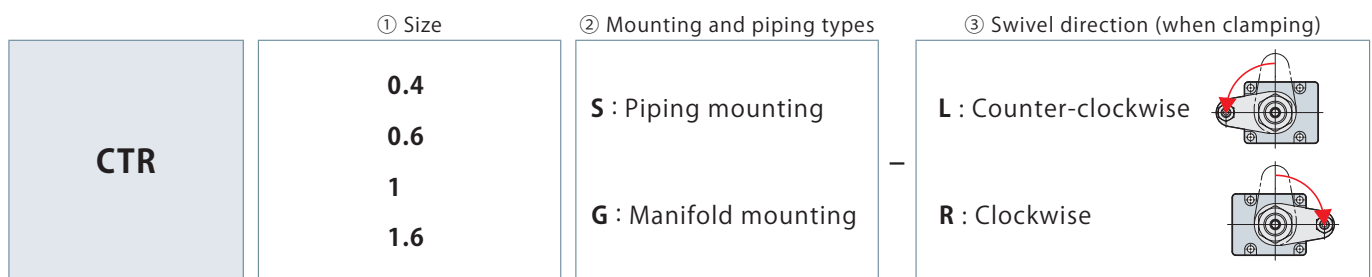 ① Size
② Mounting and piping types
③ Swivel direction (when clamping)
CTR
0.4
0.6
1
1.6
S : Piping mounting
G : Manifold mounting
–
L : Counter-clockwise
R : Clockwise